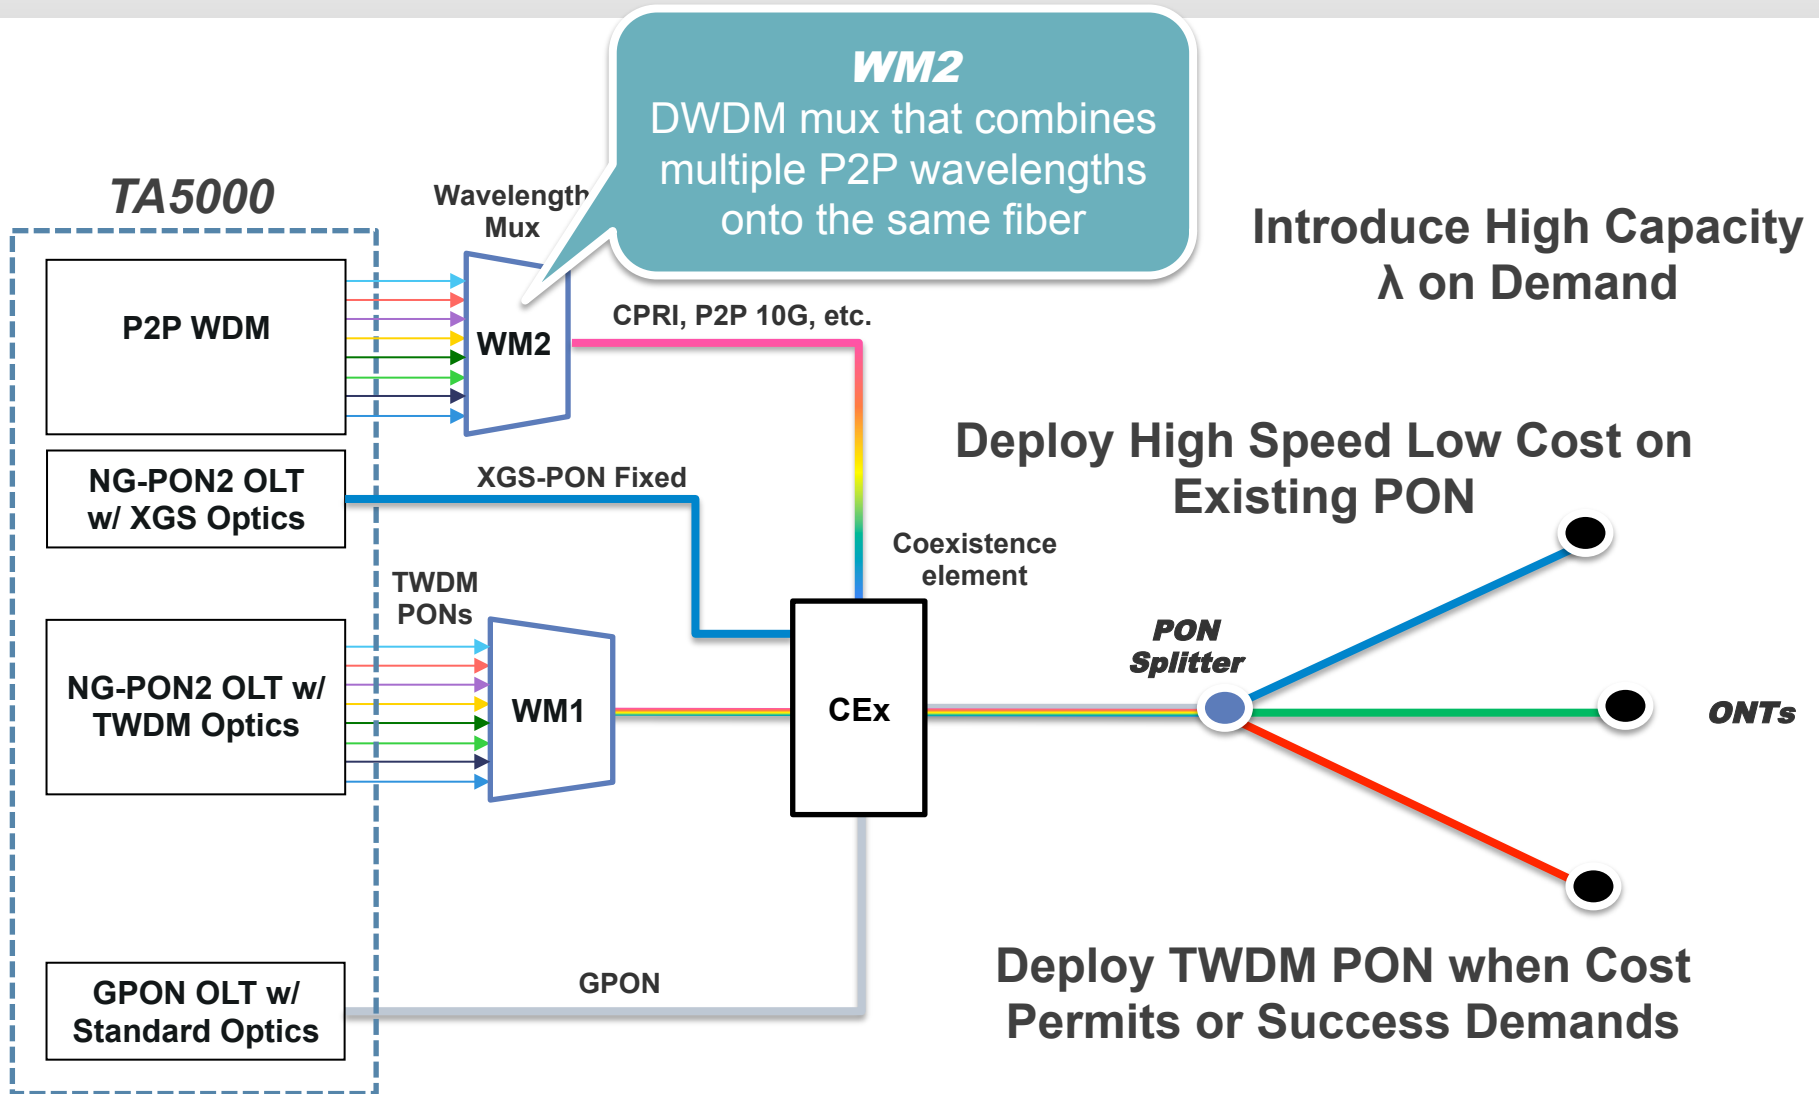 WM2
DWDM mux that combines
multiple P2P wavelengths
onto the same fiber
TA5000
Wavelength
Mux
Introduce High Capacity
λ on Demand
P2P WDM
WM2
CPRI, P2P 10G, etc.
Deploy High Speed Low Cost on
Existing PON
NG-PON2 OLT
w/ XGS Optics
XGS-PON Fixed
Coexistence
element
TWDM
PONs
PON
Splitter
NG-PON2 OLT w/
TWDM Optics
WM1
CEx
ONTs
Deploy TWDM PON when Cost
Permits or Success Demands
GPON OLT w/
Standard Optics
GPON